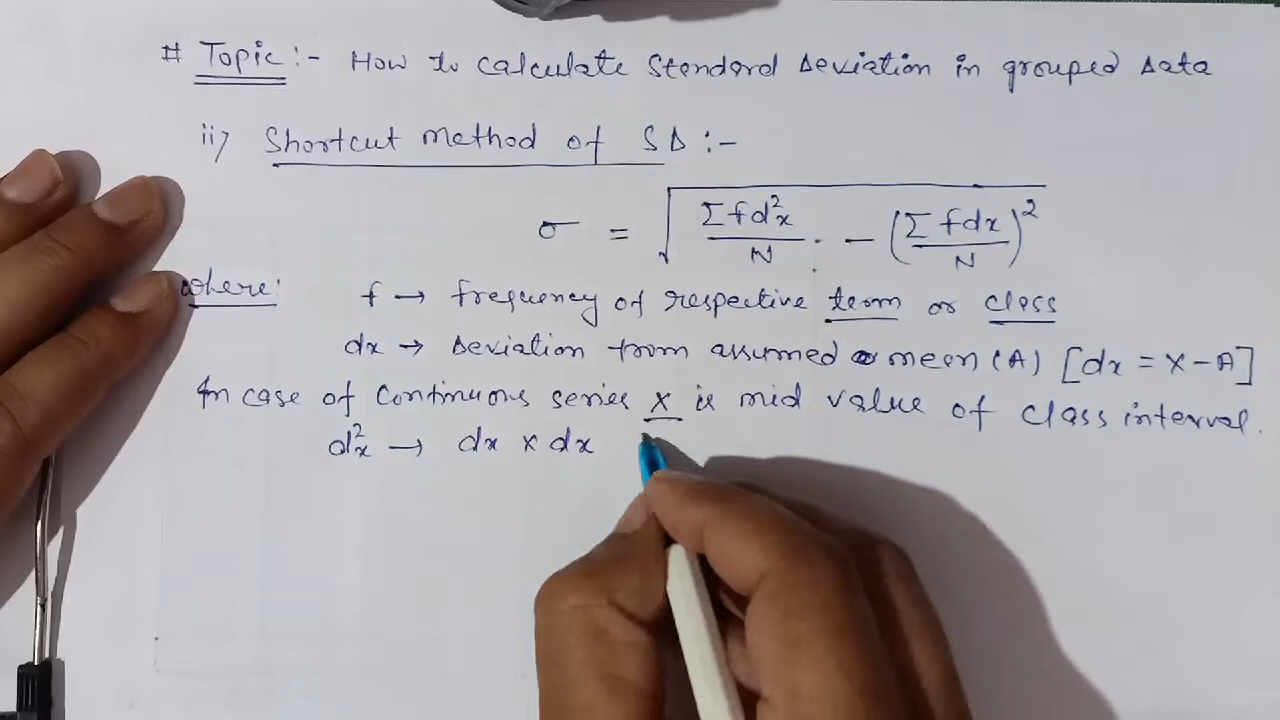 # Topic :- How to calculate Standard Deviation in grouped Data
ii) Shortcut method of SD :-
σ = √(Σfd²x/N - (Σfdx/N)²)
where: f → frequency of respective term or class
dx → Deviation from assumed mean (A) [dx = X - A]
In case of continuous series X is mid value of class interval.
d²x → dx × dx